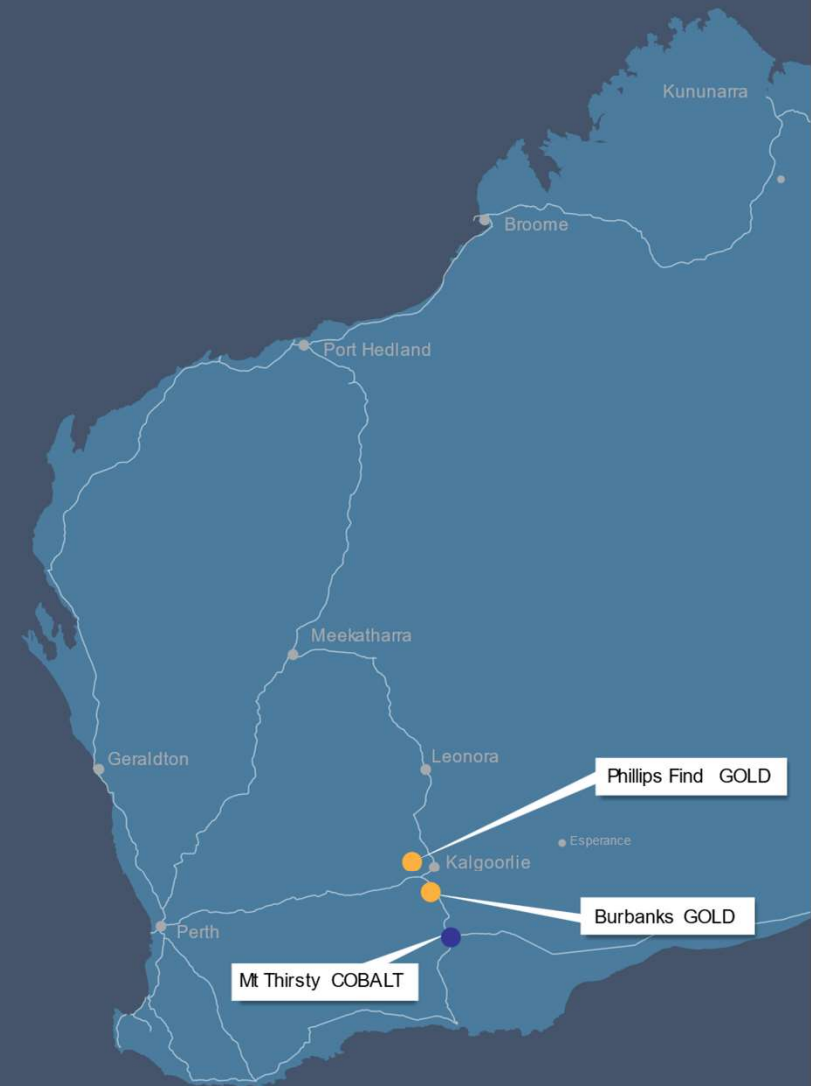 Kununarra
Broome
Port Hedland
Meekatharra
Geraldton
Leonora
Phillips Find GOLD
Esperance
Kalgoorlie
Burbanks GOLD
Perth
Mt Thirsty COBALT